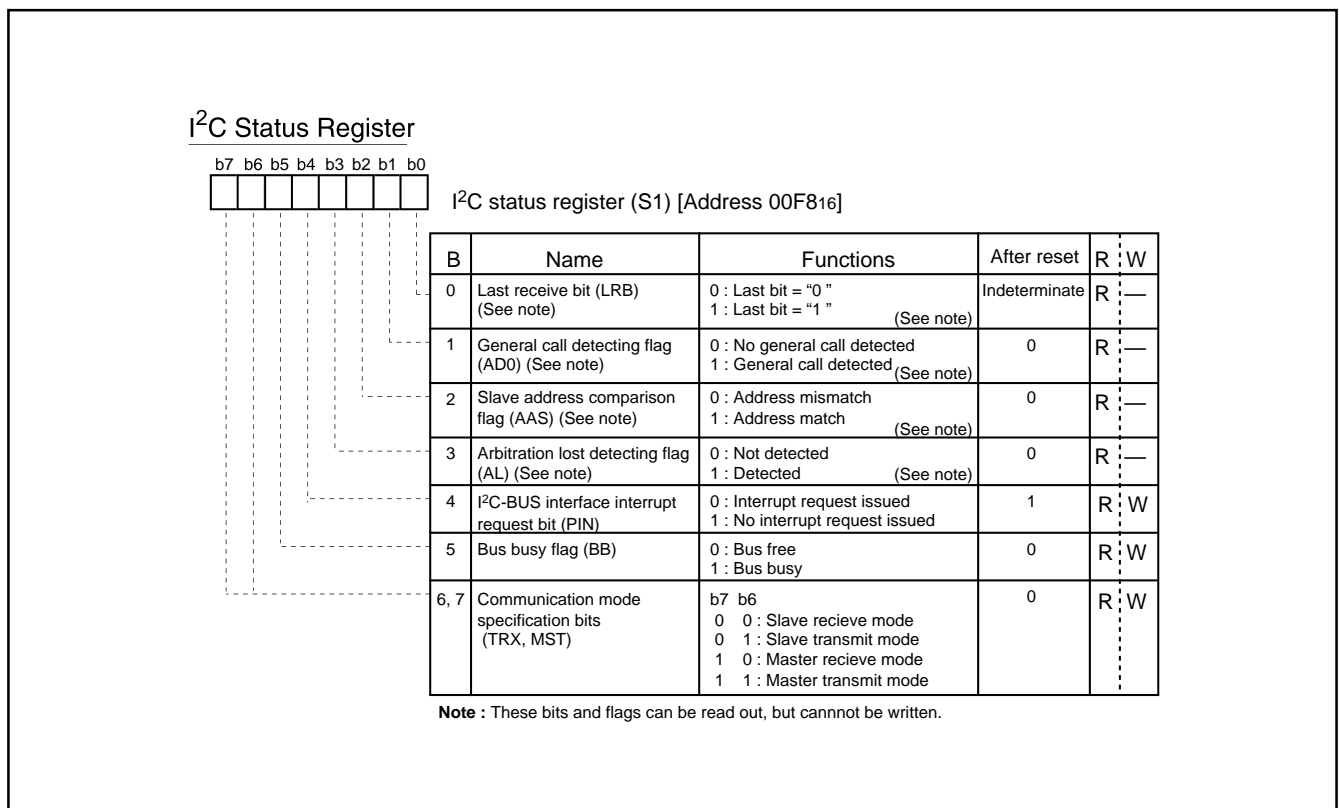 I²C Status Register
b7 b6 b5 b4 b3 b2 b1 b0
I²C status register (S1) [Address 00F816]
B Name Functions After reset R W
0 Last receive bit (LRB) 0 : Last bit = “0 ” Indeterminate R —
(See note) 1 : Last bit = “1 ” (See note)
1 General call detecting flag 0 : No general call detected 0 R —
(AD0) (See note) 1 : General call detected (See note)
2 Slave address comparison 0 : Address mismatch 0 R —
flag (AAS) (See note) 1 : Address match (See note)
3 Arbitration lost detecting flag 0 : Not detected 0 R —
(AL) (See note) 1 : Detected (See note)
4 I²C-BUS interface interrupt 0 : Interrupt request issued 1 R W
request bit (PIN) 1 : No interrupt request issued
5 Bus busy flag (BB) 0 : Bus free 0 R W
1 : Bus busy
6, 7 Communication mode b7 b6 0 R W
specification bits 0 0 : Slave recieve mode
(TRX, MST) 0 1 : Slave transmit mode
1 0 : Master recieve mode
1 1 : Master transmit mode
Note : These bits and flags can be read out, but cannnot be written.